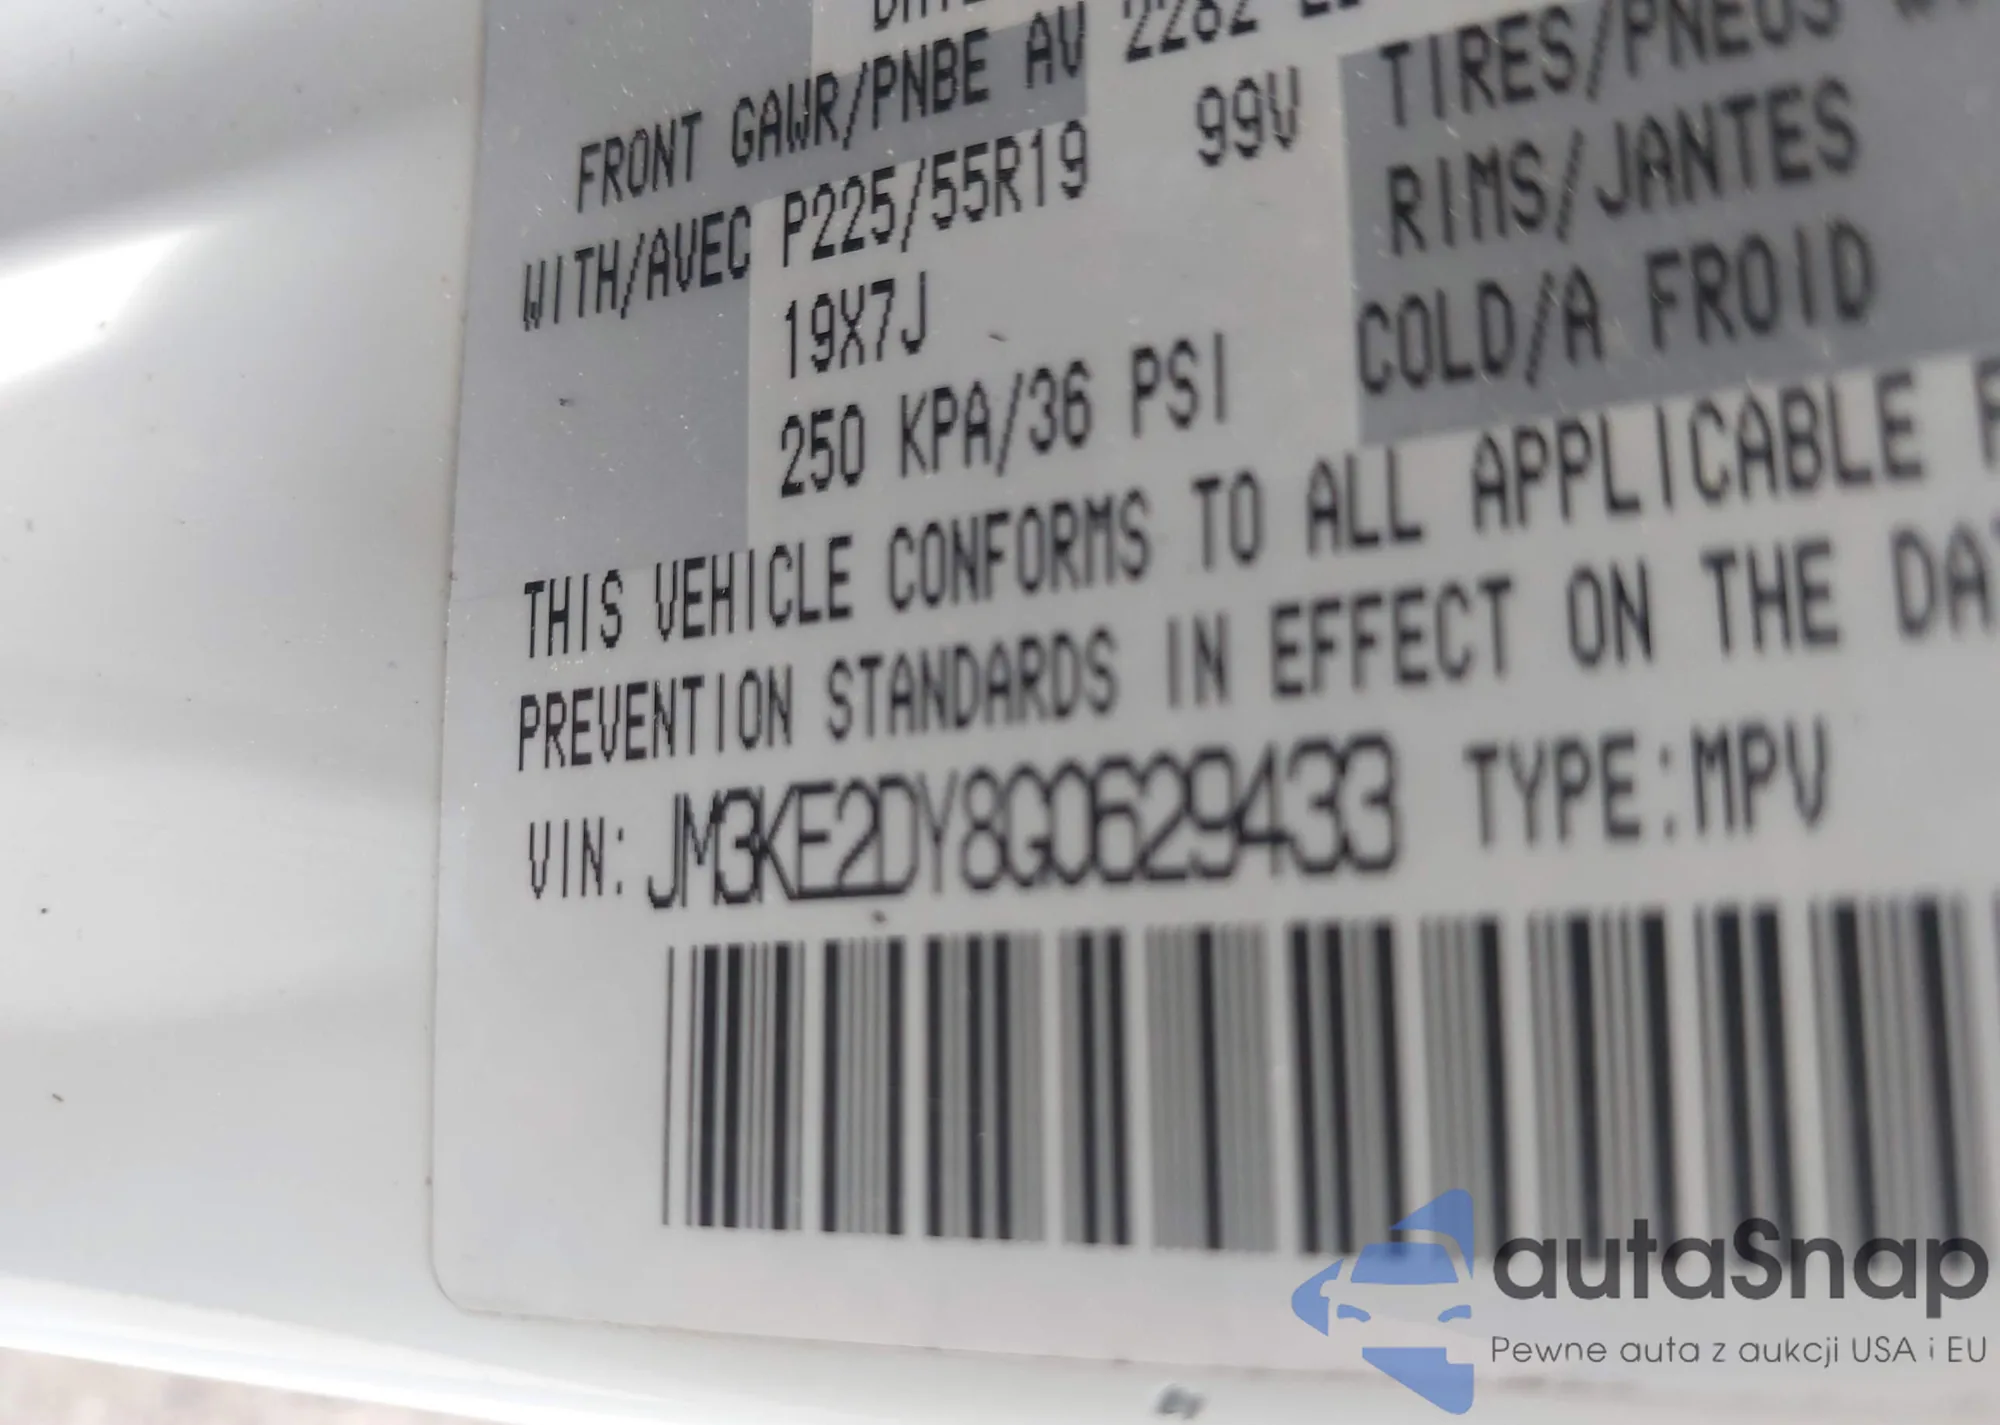 FRONT GAWR/PNBE AV 2282
WITH/AVEC P225/55R19 99V TIRES/PNEUS
19X7J RIMS/JANTES
250 KPA/36 PSI COLD/A FROID
THIS VEHICLE CONFORMS TO ALL APPLICABLE
PREVENTION STANDARDS IN EFFECT ON THE
VIN: JM3KE2DY8G0629433 TYPE:MPV
autaSnap
Pewne auta z aukcji USA i EU